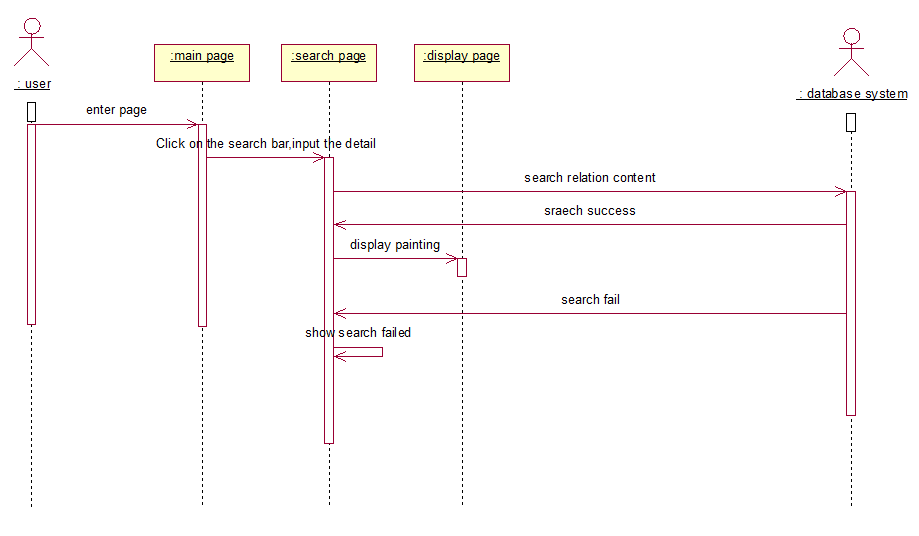 :main page
:search page
:display page
: user
: database system
enter page
Click on the search bar,input the detail
search relation content
sraech success
display painting
search fail
show search failed